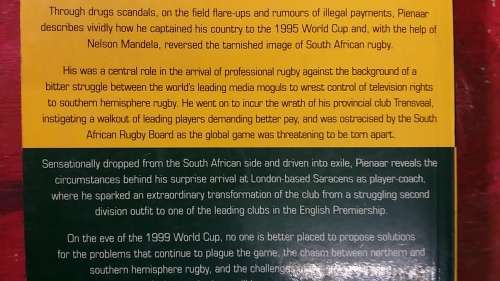 Through drugs scandals, on the field flare-ups and rumours of illegal payments, Pienaar
describes vividly how he captained his country to the 1995 World Cup and, with the help of
Nelson Mandela, reversed the tarnished image of South African rugby.
His was a central role in the arrival of professional rugby against the background of a
bitter struggle between the world's leading media moguls to wrest control of television rights
to southern hemisphere rugby. He went on to incur the wrath of his provincial club Transvaal,
instigating a walkout of leading players demanding better pay, and was ostracised by the South
African Rugby Board as the global game was threatening to be torn apart.
Sensationally dropped from the South African side and driven into exile, Pienaar reveals the
circumstances behind his surprise arrival at London-based Saracens as player-coach,
where he sparked an extraordinary transformation of the club from a struggling second
division outfit to one of the leading clubs in the English Premiership.
On the eve of the 1999 World Cup, no one is better placed to propose solutions
for the problems that continue to plague the game, the chasm between northern and
southern hemisphere rugby, and the challenges